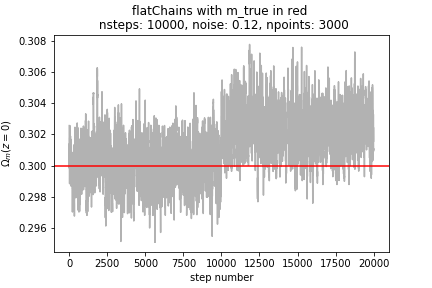 flatChains with m_true in red
nsteps: 10000, noise: 0.12, npoints: 3000
0.308
0.306
0.304
0.302
0.300
0.298
0.296
Ωm(z = 0)
0 2500 5000 7500 10000 12500 15000 17500 20000
step number